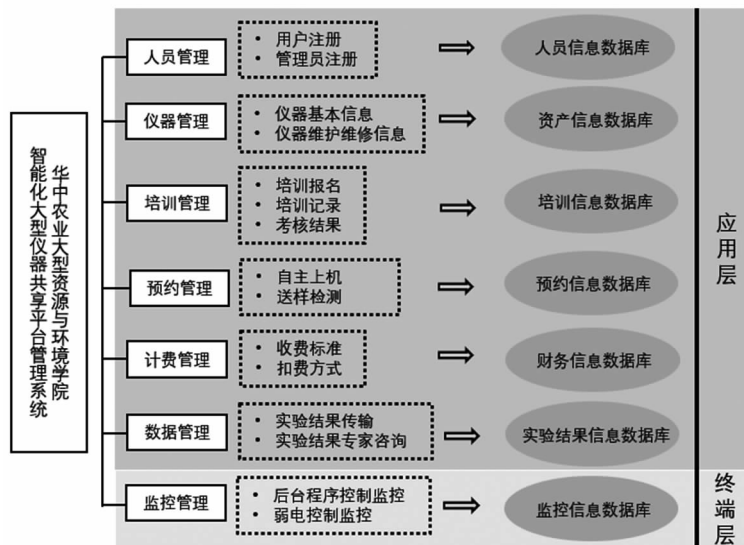 华中农业大型资源与环境学院
智能化大型仪器共享平台管理系统
人员管理
• 用户注册
• 管理员注册
人员信息数据库
仪器管理
• 仪器基本信息
• 仪器维护维修信息
资产信息数据库
培训管理
• 培训报名
• 培训记录
• 考核结果
培训信息数据库
预约管理
• 自主上机
• 送样检测
预约信息数据库
计费管理
• 收费标准
• 扣费方式
财务信息数据库
数据管理
• 实验结果传输
• 实验结果专家咨询
实验结果信息数据库
应用层
监控管理
• 后台程序控制监控
• 弱电控制监控
监控信息数据库
终端层